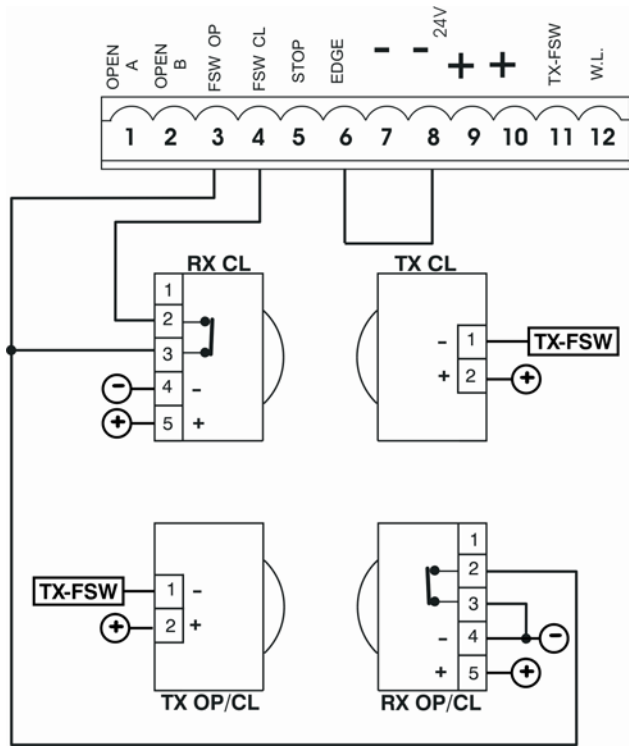 OPEN A
OPEN B
FSW OP
FSW CL
STOP
EDGE
- - 24V
+ +
TX-FSW
W.L.
1 2 3 4 5 6 7 8 9 10 11 12
RX CL
1
2
3
- 4 -
+ 5 +
TX CL
- 1 TX-FSW
+ 2 +
TX-FSW 1 -
+ 2 +
TX OP/CL
1
2
3
- 4 -
+ 5 +
RX OP/CL